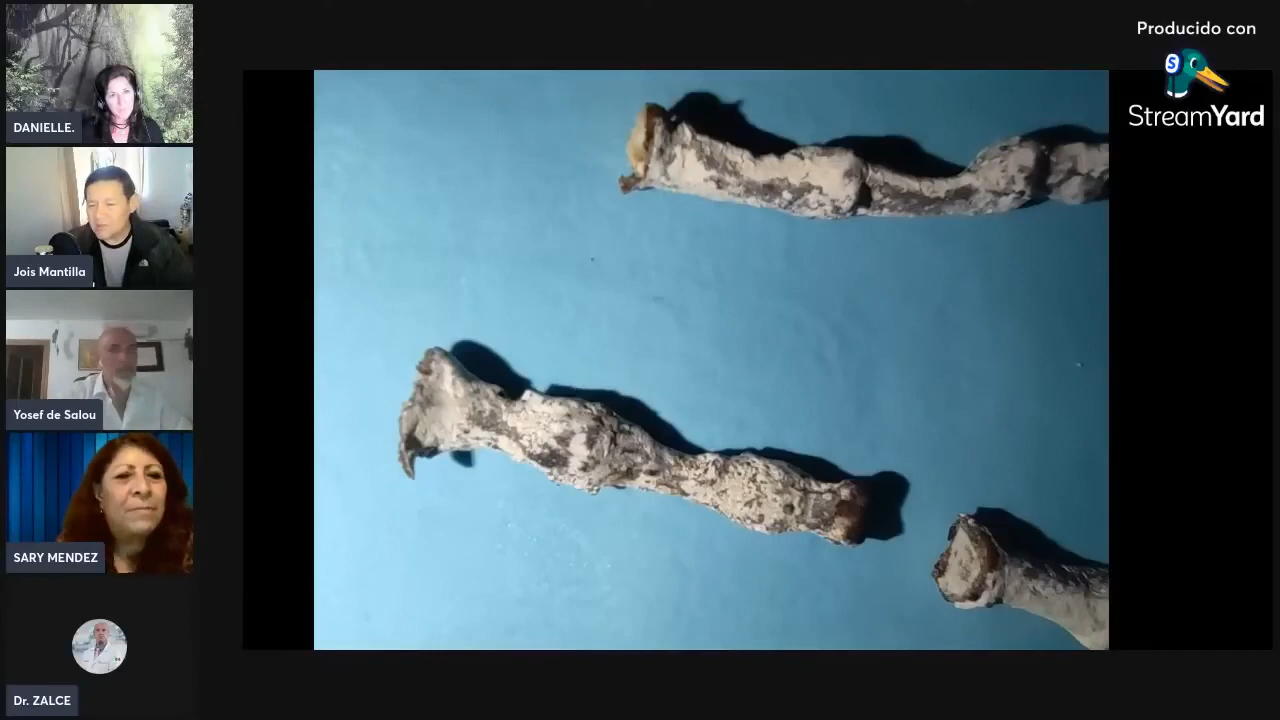 Producido con
StreamYard
DANIELLE.
Jois Mantilla
Yosef de Salou
SARY MENDEZ
Dr. ZALCE